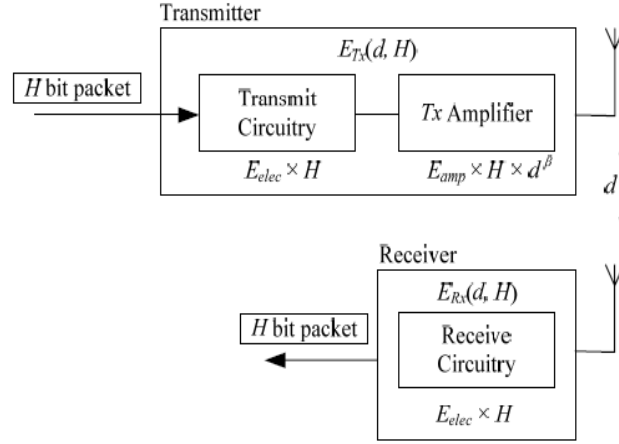 Transmitter
E_Tx(d, H)
H bit packet
Transmit
Circuitry
Tx Amplifier
E_elec × H
E_amp × H × d^β
d
Receiver
E_Rx(d, H)
H bit packet
Receive
Circuitry
E_elec × H